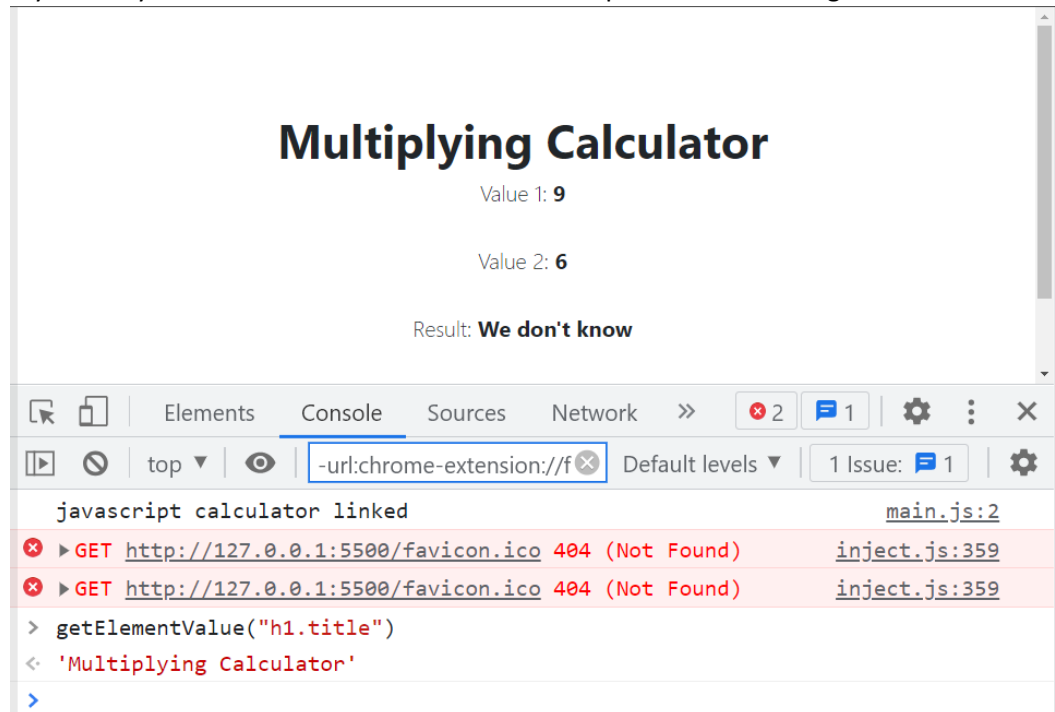 Multiplying Calculator
Value 1: 9
Value 2: 6
Result: We don't know
Elements Console Sources Network » 2 1
top ▼ -url:chrome-extension://f Default levels ▼ 1 Issue: 1
javascript calculator linked main.js:2
▶GET http://127.0.0.1:5500/favicon.ico 404 (Not Found) inject.js:359
▶GET http://127.0.0.1:5500/favicon.ico 404 (Not Found) inject.js:359
> getElementValue("h1.title")
<· 'Multiplying Calculator'
>